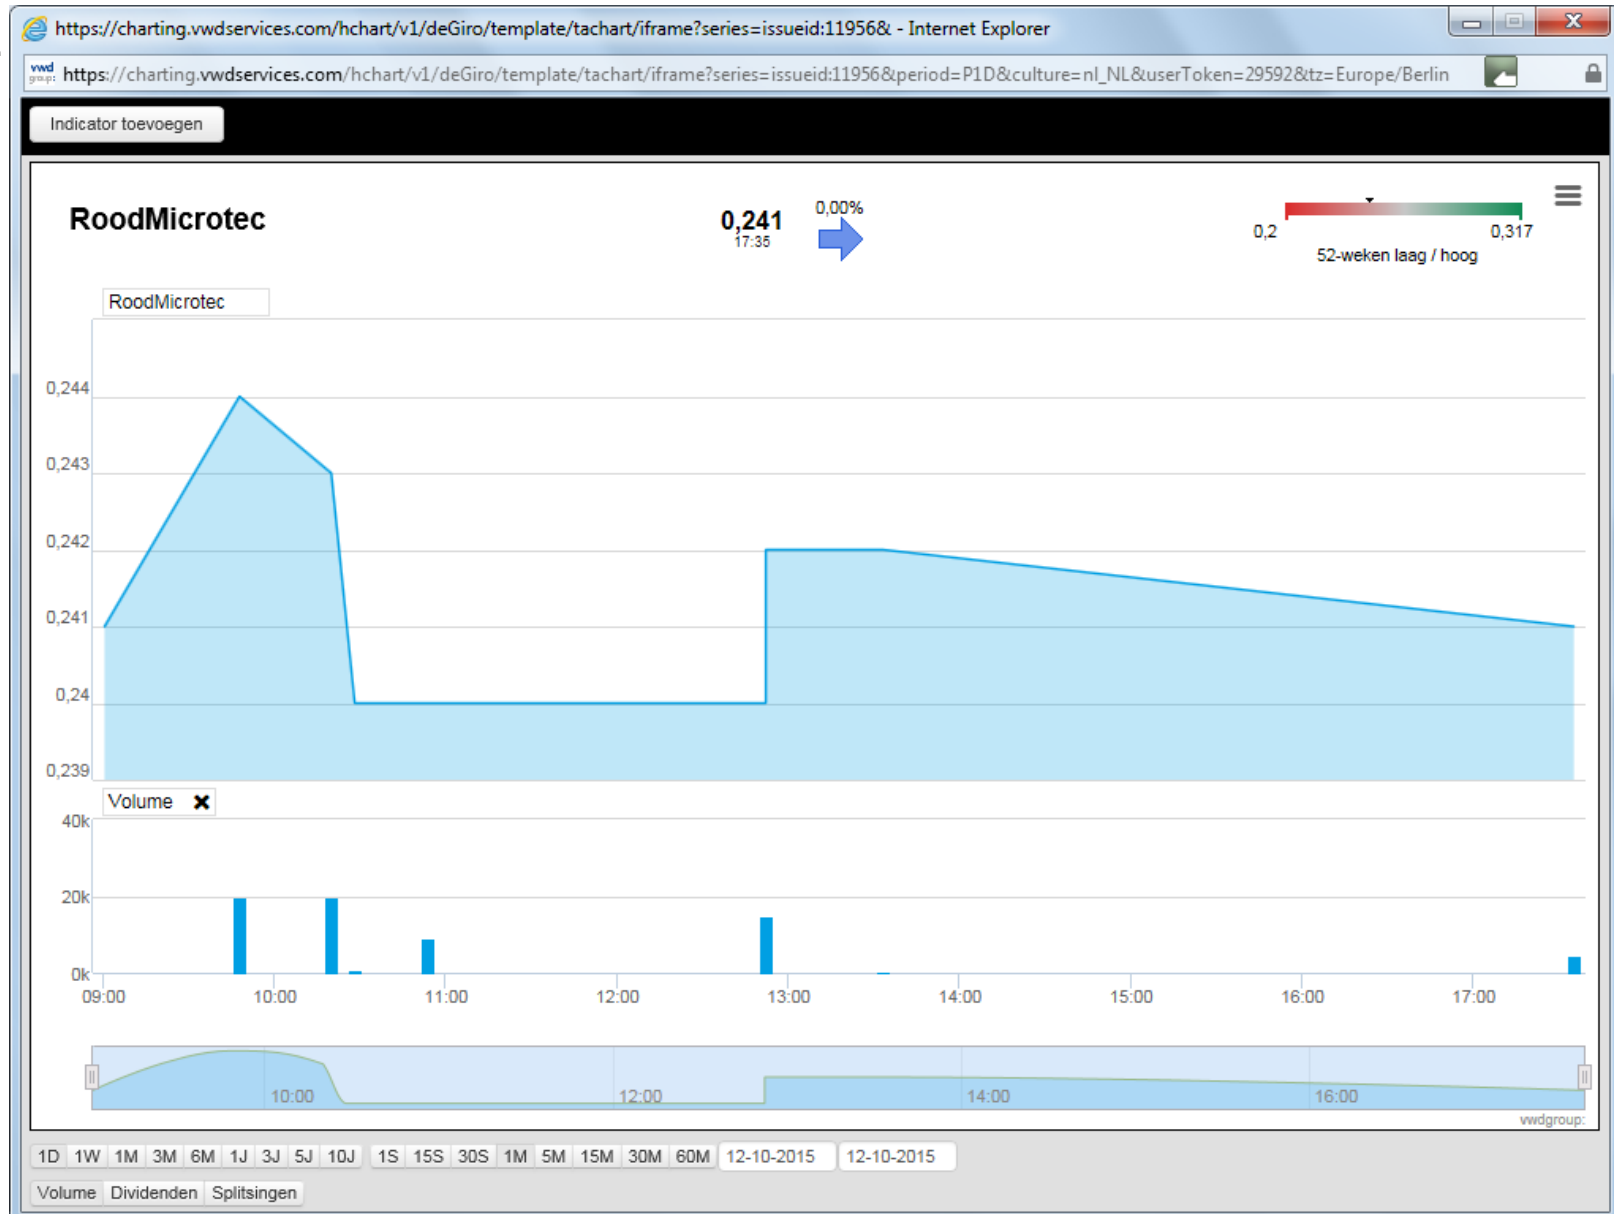 https://charting.vwdservices.com/hchart/v1/deGiro/template/tachart/iframe?series=issueid:11956& - Internet Explorer
vwd group: https://charting.vwdservices.com/hchart/v1/deGiro/template/tachart/iframe?series=issueid:11956&period=P1D&culture=nl_NL&userToken=29592&tz=Europe/Berlin
Indicator toevoegen
RoodMicrotec
0,241
17:35
0,00%
0,2
0,317
52-weken laag / hoog
RoodMicrotec
0,244
0,243
0,242
0,241
0,24
0,239
Volume
40k
20k
0k
09:00 10:00 11:00 12:00 13:00 14:00 15:00 16:00 17:00
10:00 12:00 14:00 16:00
vwdgroup:
1D 1W 1M 3M 6M 1J 3J 5J 10J 1S 15S 30S 1M 5M 15M 30M 60M 12-10-2015 12-10-2015
Volume Dividenden Splitsingen